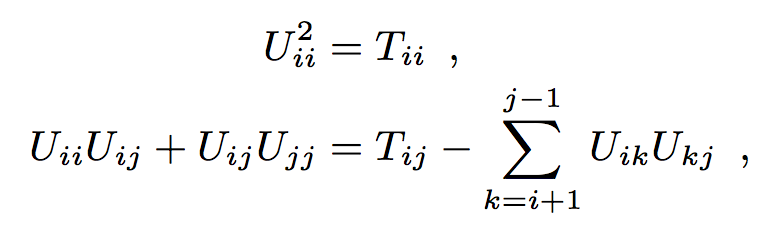 $U_{ii}^2 = T_{ii}$ ,
$U_{ii}U_{ij} + U_{ij}U_{jj} = T_{ij} - \sum_{k=i+1}^{j-1} U_{ik}U_{kj}$ ,